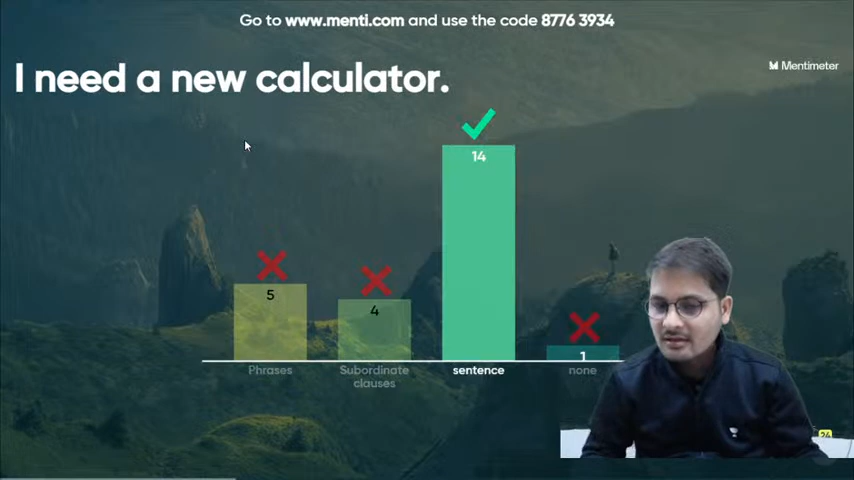 Go to www.menti.com and use the code 8776 3934
Mentimeter
I need a new calculator.
14
5
4
1
Phrases
Subordinate
clauses
sentence
none
24